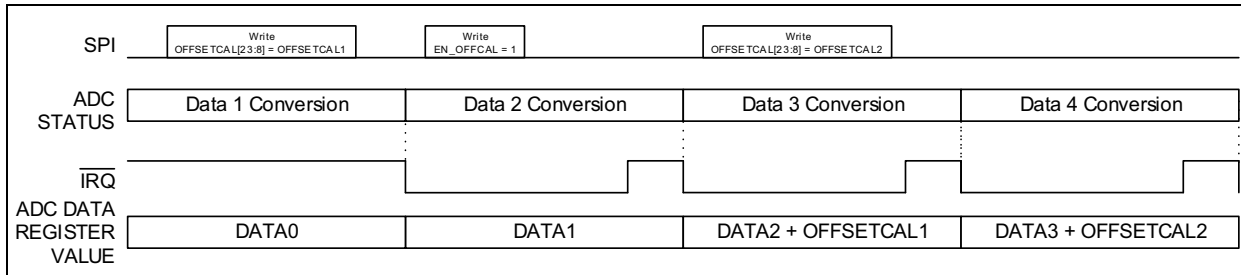 SPI
Write
OFFSETCAL[23:8] = OFFSETCAL1
Write
EN_OFFCAL = 1
Write
OFFSETCAL[23:8] = OFFSETCAL2
ADC
STATUS
Data 1 Conversion
Data 2 Conversion
Data 3 Conversion
Data 4 Conversion
IRQ
ADC DATA
REGISTER
VALUE
DATA0
DATA1
DATA2 + OFFSETCAL1
DATA3 + OFFSETCAL2